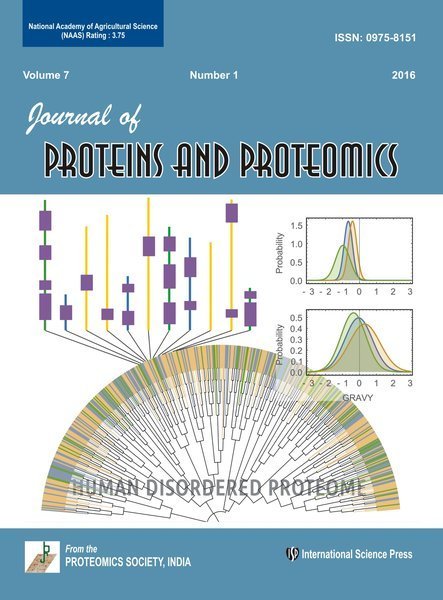 National Academy of Agricultural Science
(NAAS) Rating : 3.75
ISSN: 0975-8151
Volume 7
Number 1
2016
Journal of
PROTEINS AND PROTEOMICS
Probability
1.5
1.0
0.5
0.0
- 3 - 2 - 1 0 1 2 3
Probability
0.5
0.4
0.3
0.2
0.1
0.0
- 3 - 2 - 1 0 1 2 3
GRAVY
HUMAN DISORDERED PROTEOME
From the
PROTEOMICS SOCIETY, INDIA
International Science Press